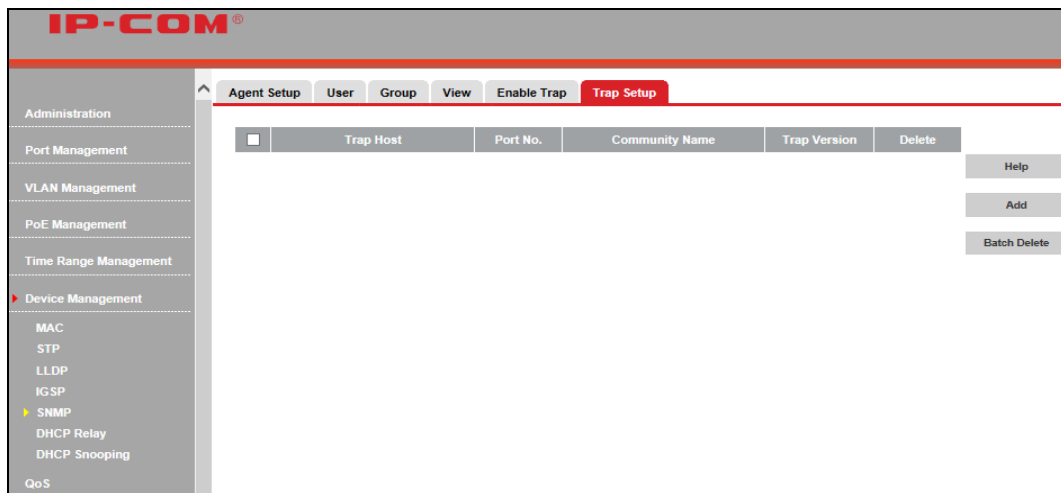 IP-COM®
Agent Setup User Group View Enable Trap Trap Setup
Administration
Port Management
VLAN Management
PoE Management
Time Range Management
Device Management
MAC
STP
LLDP
IGSP
SNMP
DHCP Relay
DHCP Snooping
QoS
Trap Host Port No. Community Name Trap Version Delete
Help
Add
Batch Delete